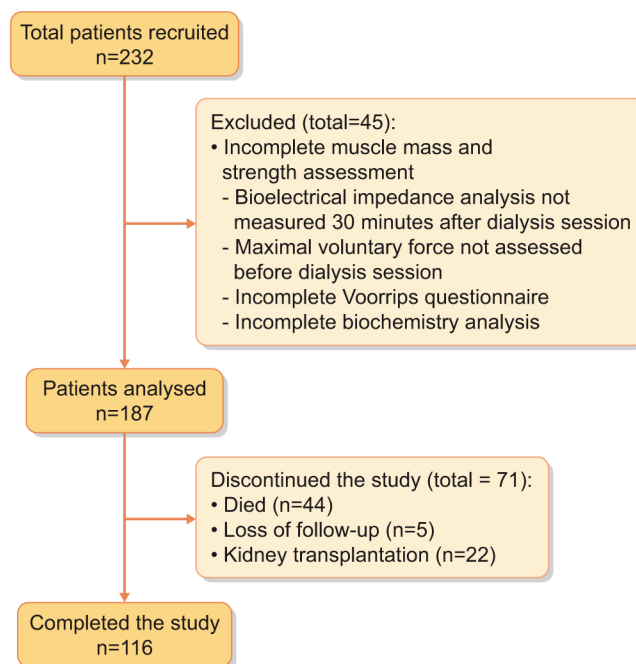 Total patients recruited
n=232
Excluded (total=45):
• Incomplete muscle mass and
strength assessment
- Bioelectrical impedance analysis not
measured 30 minutes after dialysis session
- Maximal voluntary force not assessed
before dialysis session
- Incomplete Voorrips questionnaire
- Incomplete biochemistry analysis
Patients analysed
n=187
Discontinued the study (total = 71):
• Died (n=44)
• Loss of follow-up (n=5)
• Kidney transplantation (n=22)
Completed the study
n=116